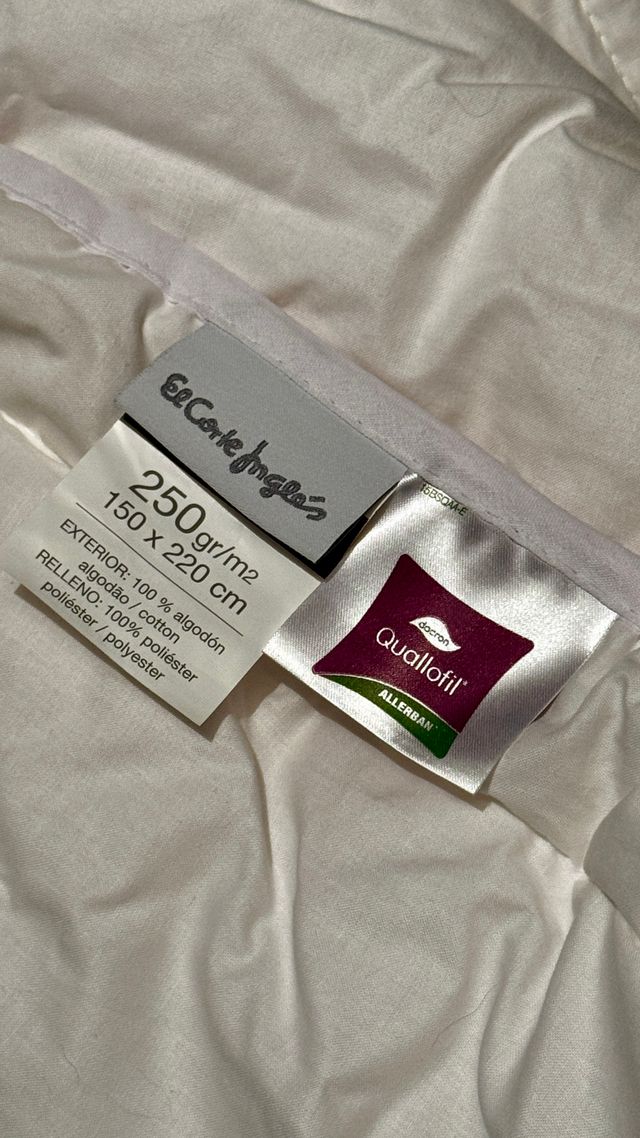 El Corte Inglés
250 gr/m2
150 x 220 cm
EXTERIOR: 100 % algodón
algodão / cotton
RELLENO: 100% poliéster
poliéster / polyester
dacron
Quallofil®
ALLERBAN